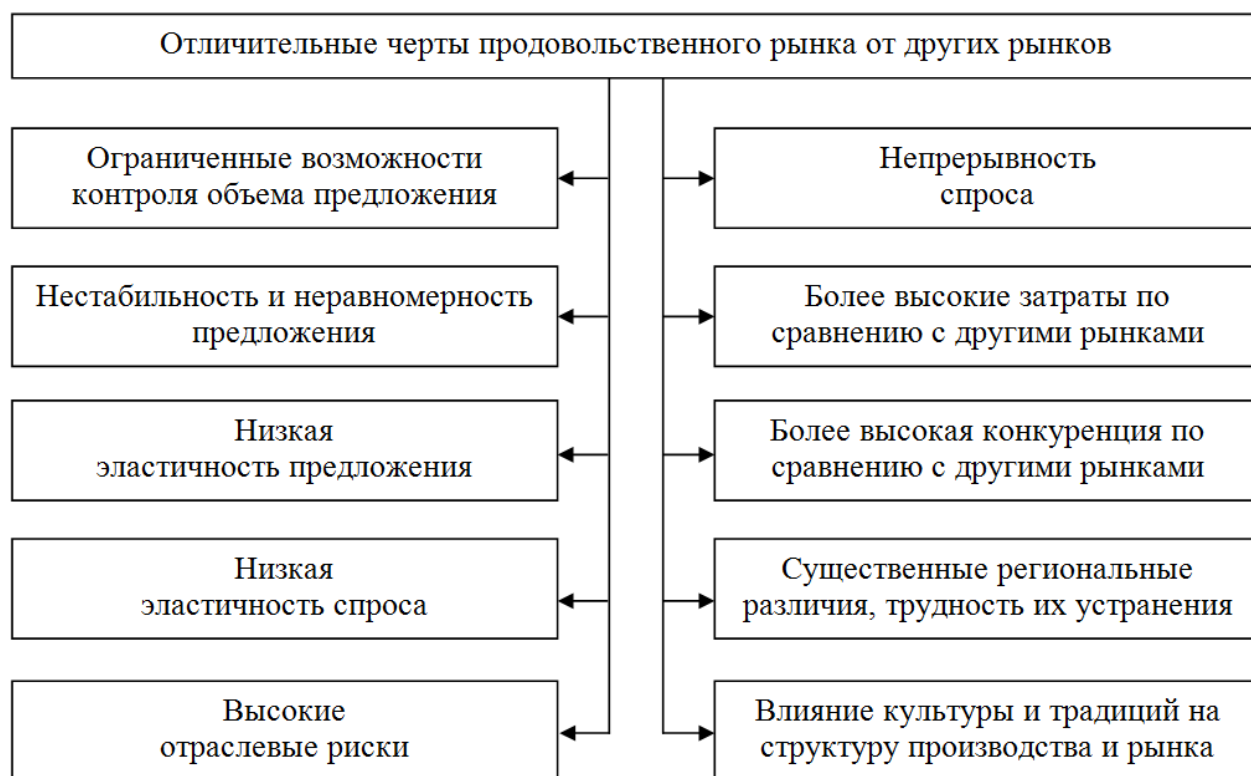 Отличительные черты продовольственного рынка от других рынков
Ограниченные возможности
контроля объема предложения
Нестабильность и неравномерность
предложения
Низкая
эластичность предложения
Низкая
эластичность спроса
Высокие
отраслевые риски
Непрерывность
спроса
Более высокие затраты по
сравнению с другими рынками
Более высокая конкуренция по
сравнению с другими рынками
Существенные региональные
различия, трудность их устранения
Влияние культуры и традиций на
структуру производства и рынка